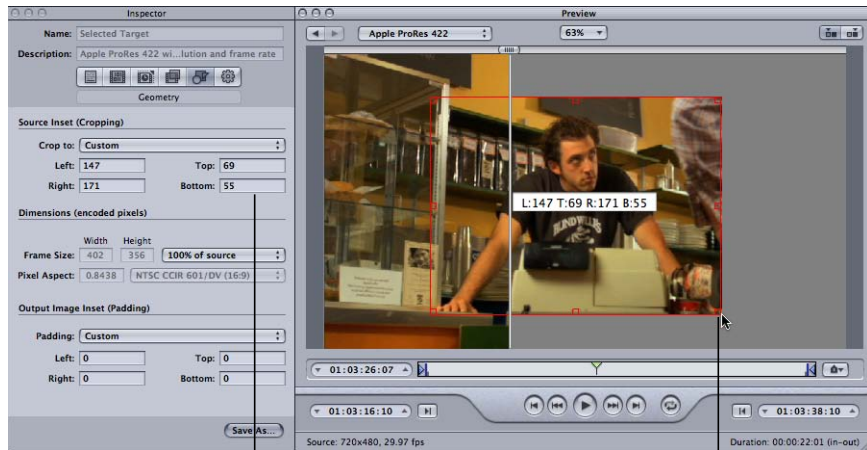 Inspector
Name: Selected Target
Description: Apple ProRes 422 wi...lution and frame rate
Geometry
Source Inset (Cropping)
Crop to: Custom
Left: 147 Top: 69
Right: 171 Bottom: 55
Dimensions (encoded pixels)
Width Height
Frame Size: 402 356 100% of source
Pixel Aspect: 0.8438 NTSC CCIR 601/DV (16:9)
Output Image Inset (Padding)
Padding: Custom
Left: 0 Top: 0
Right: 0 Bottom: 0
Save As...
Preview
Apple ProRes 422 63%
L:147 T:69 R:171 B:55
BLIND WILLIE'S
01:03:26:07
01:03:16:10 01:03:38:10
Source: 720x480, 29.97 fps Duration: 00:00:22:01 (in-out)